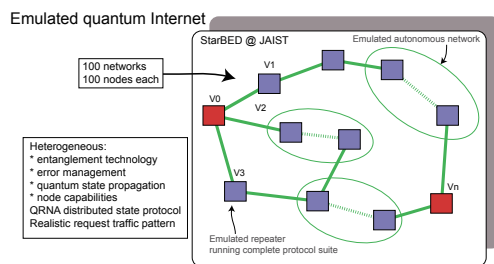 Emulated quantum Internet
StarBED @ JAIST
Emulated autonomous network
100 networks
100 nodes each
V1
V0
V2
Heterogeneous:
* entanglement technology
* error management
* quantum state propagation
* node capabilities
QRNA distributed state protocol
Realistic request traffic pattern
V3
Vn
Emulated repeater
running complete protocol suite